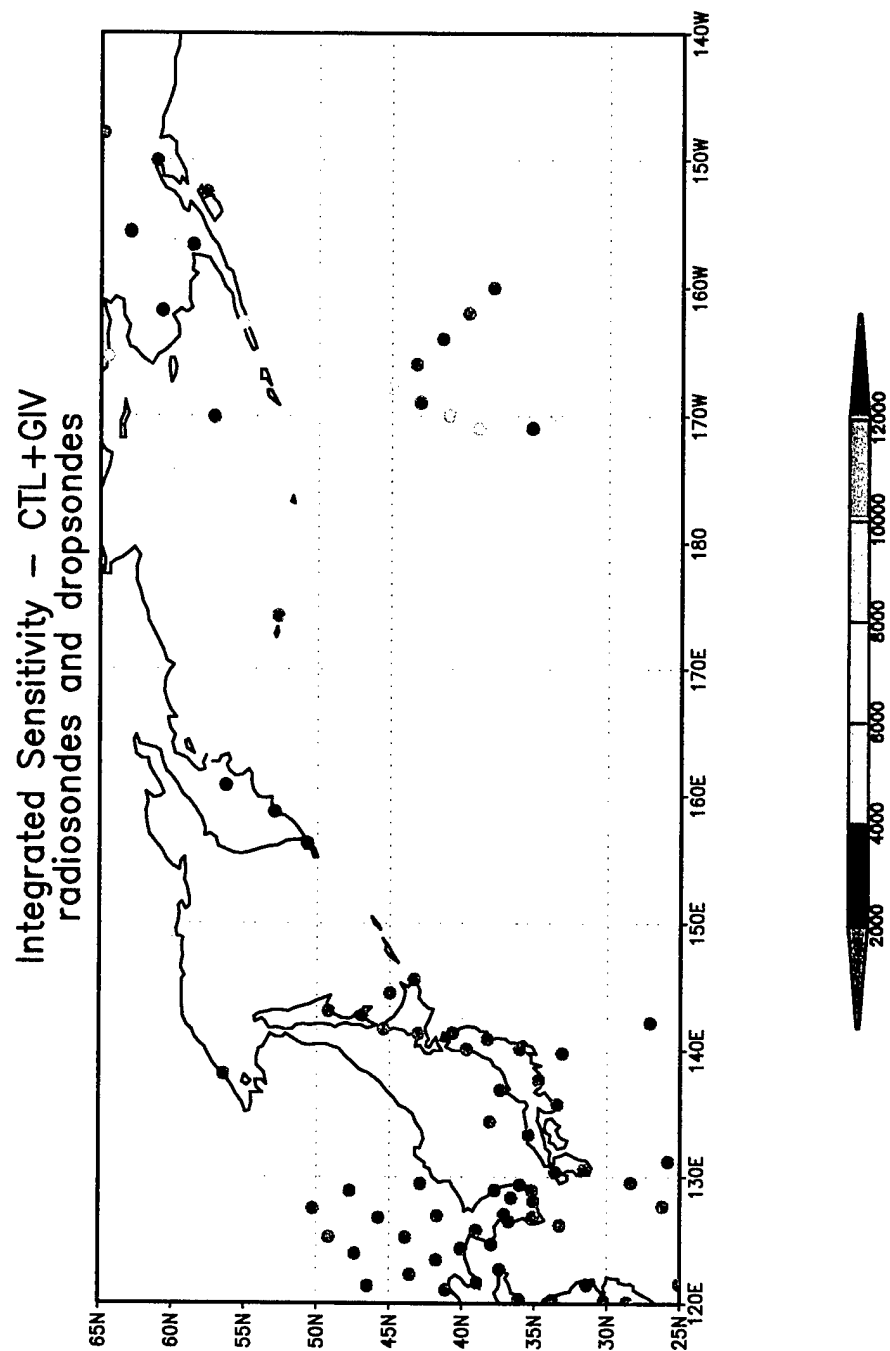 Integrated Sensitivity – CTL+GIV
radiosondes and dropsondes
65N
60N
55N
50N
45N
40N
35N
30N
25N
120E
130E
140E
150E
160E
170E
180
170W
160W
150W
140W
2000
4000
6000
8000
10000
12000